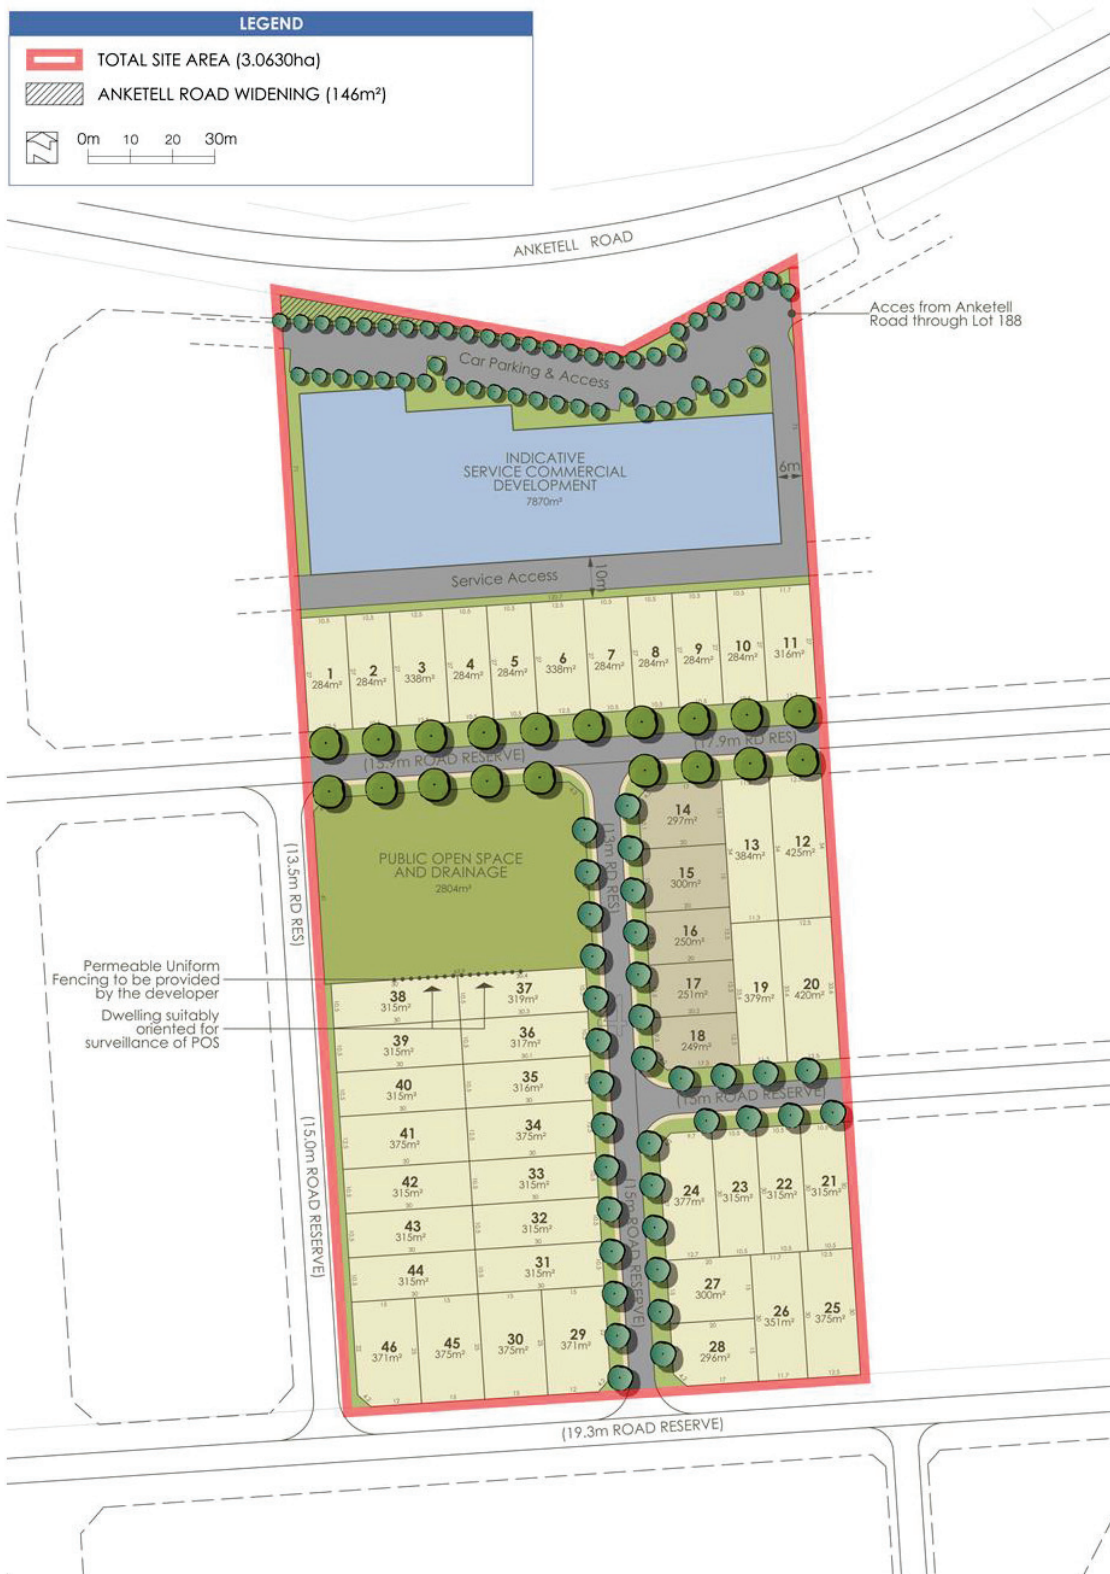 LEGEND
TOTAL SITE AREA (3.0630ha)
ANKETELL ROAD WIDENING (146m²)
0m 10 20 30m
ANKETELL ROAD
Acces from Anketell
Road through Lot 188
Car Parking & Access
INDICATIVE
SERVICE COMMERCIAL
DEVELOPMENT
7870m²
6m
Service Access
10m
1
284m²
2
284m²
3
338m²
4
284m²
5
284m²
6
338m²
7
284m²
8
284m²
9
284m²
10
284m²
11
316m²
(15.9m ROAD RESERVE)
(17.9m RD RES)
(13.5m RD RES)
(13m RD RES)
PUBLIC OPEN SPACE
AND DRAINAGE
2804m²
14
297m²
13
384m²
12
425m²
15
300m²
16
250m²
17
251m²
18
249m²
19
379m²
20
420m²
Permeable Uniform
Fencing to be provided
by the developer
Dwelling suitably
oriented for
surveillance of POS
38
315m²
37
319m²
39
315m²
36
317m²
40
315m²
35
316m²
41
375m²
34
375m²
42
315m²
33
315m²
43
315m²
32
315m²
44
315m²
31
315m²
46
371m²
45
375m²
30
375m²
29
371m²
(15.0m ROAD RESERVE)
(15m ROAD RESERVE)
(15m ROAD RESERVE)
24
377m²
23
315m²
22
315m²
21
315m²
27
300m²
28
296m²
26
351m²
25
375m²
(19.3m ROAD RESERVE)